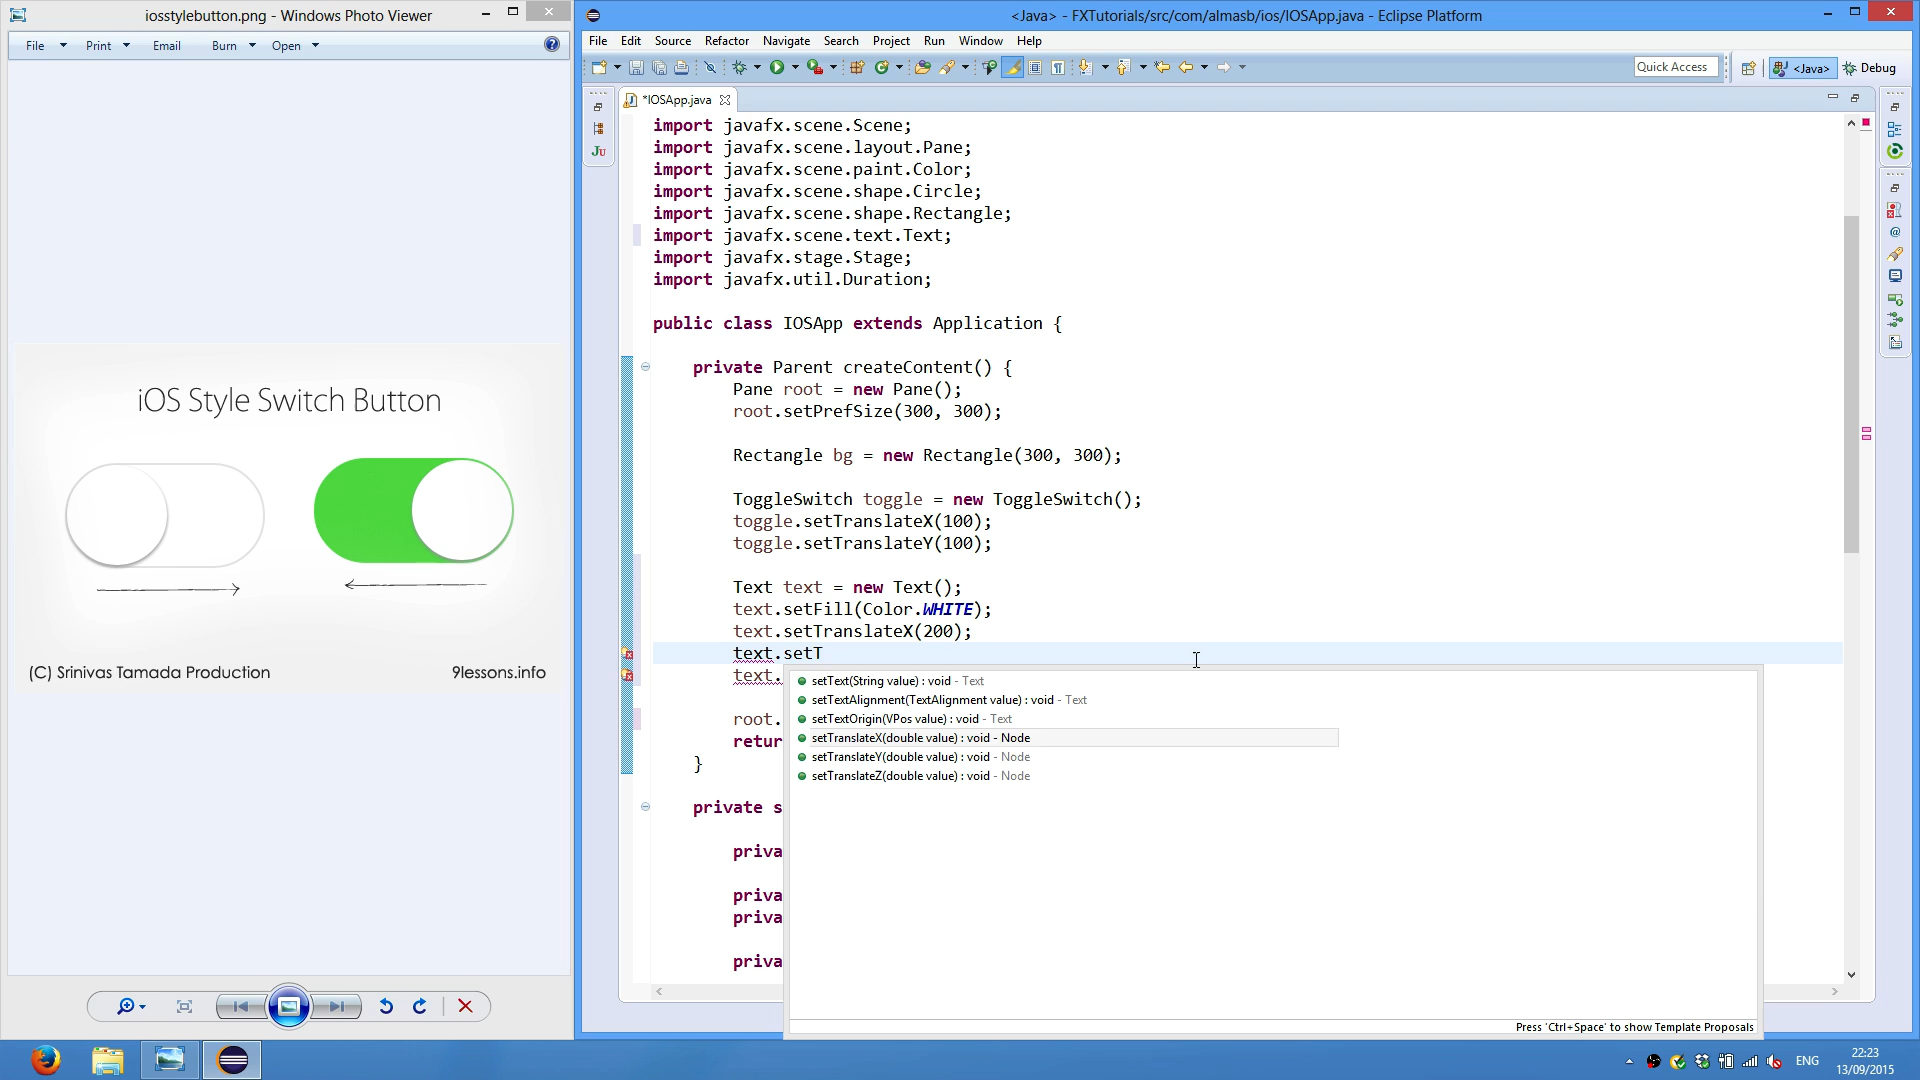 iosstylebutton.png - Windows Photo Viewer
File Print Email Burn Open
iOS Style Switch Button
(C) Srinivas Tamada Production 9lessons.info
<Java> - FXTutorials/src/com/almasb/ios/IOSApp.java - Eclipse Platform
File Edit Source Refactor Navigate Search Project Run Window Help
Quick Access <Java> Debug
*IOSApp.java
import javafx.scene.Scene;
import javafx.scene.layout.Pane;
import javafx.scene.paint.Color;
import javafx.scene.shape.Circle;
import javafx.scene.shape.Rectangle;
import javafx.scene.text.Text;
import javafx.stage.Stage;
import javafx.util.Duration;
public class IOSApp extends Application {
private Parent createContent() {
Pane root = new Pane();
root.setPrefSize(300, 300);
Rectangle bg = new Rectangle(300, 300);
ToggleSwitch toggle = new ToggleSwitch();
toggle.setTranslateX(100);
toggle.setTranslateY(100);
Text text = new Text();
text.setFill(Color.WHITE);
text.setTranslateX(200);
text.setT
text.
root.
retur
}
private s
priva
priva
priva
priva
setText(String value) : void - Text
setTextAlignment(TextAlignment value) : void - Text
setTextOrigin(VPos value) : void - Text
setTranslateX(double value) : void - Node
setTranslateY(double value) : void - Node
setTranslateZ(double value) : void - Node
Press 'Ctrl+Space' to show Template Proposals
ENG
22:23
13/09/2015